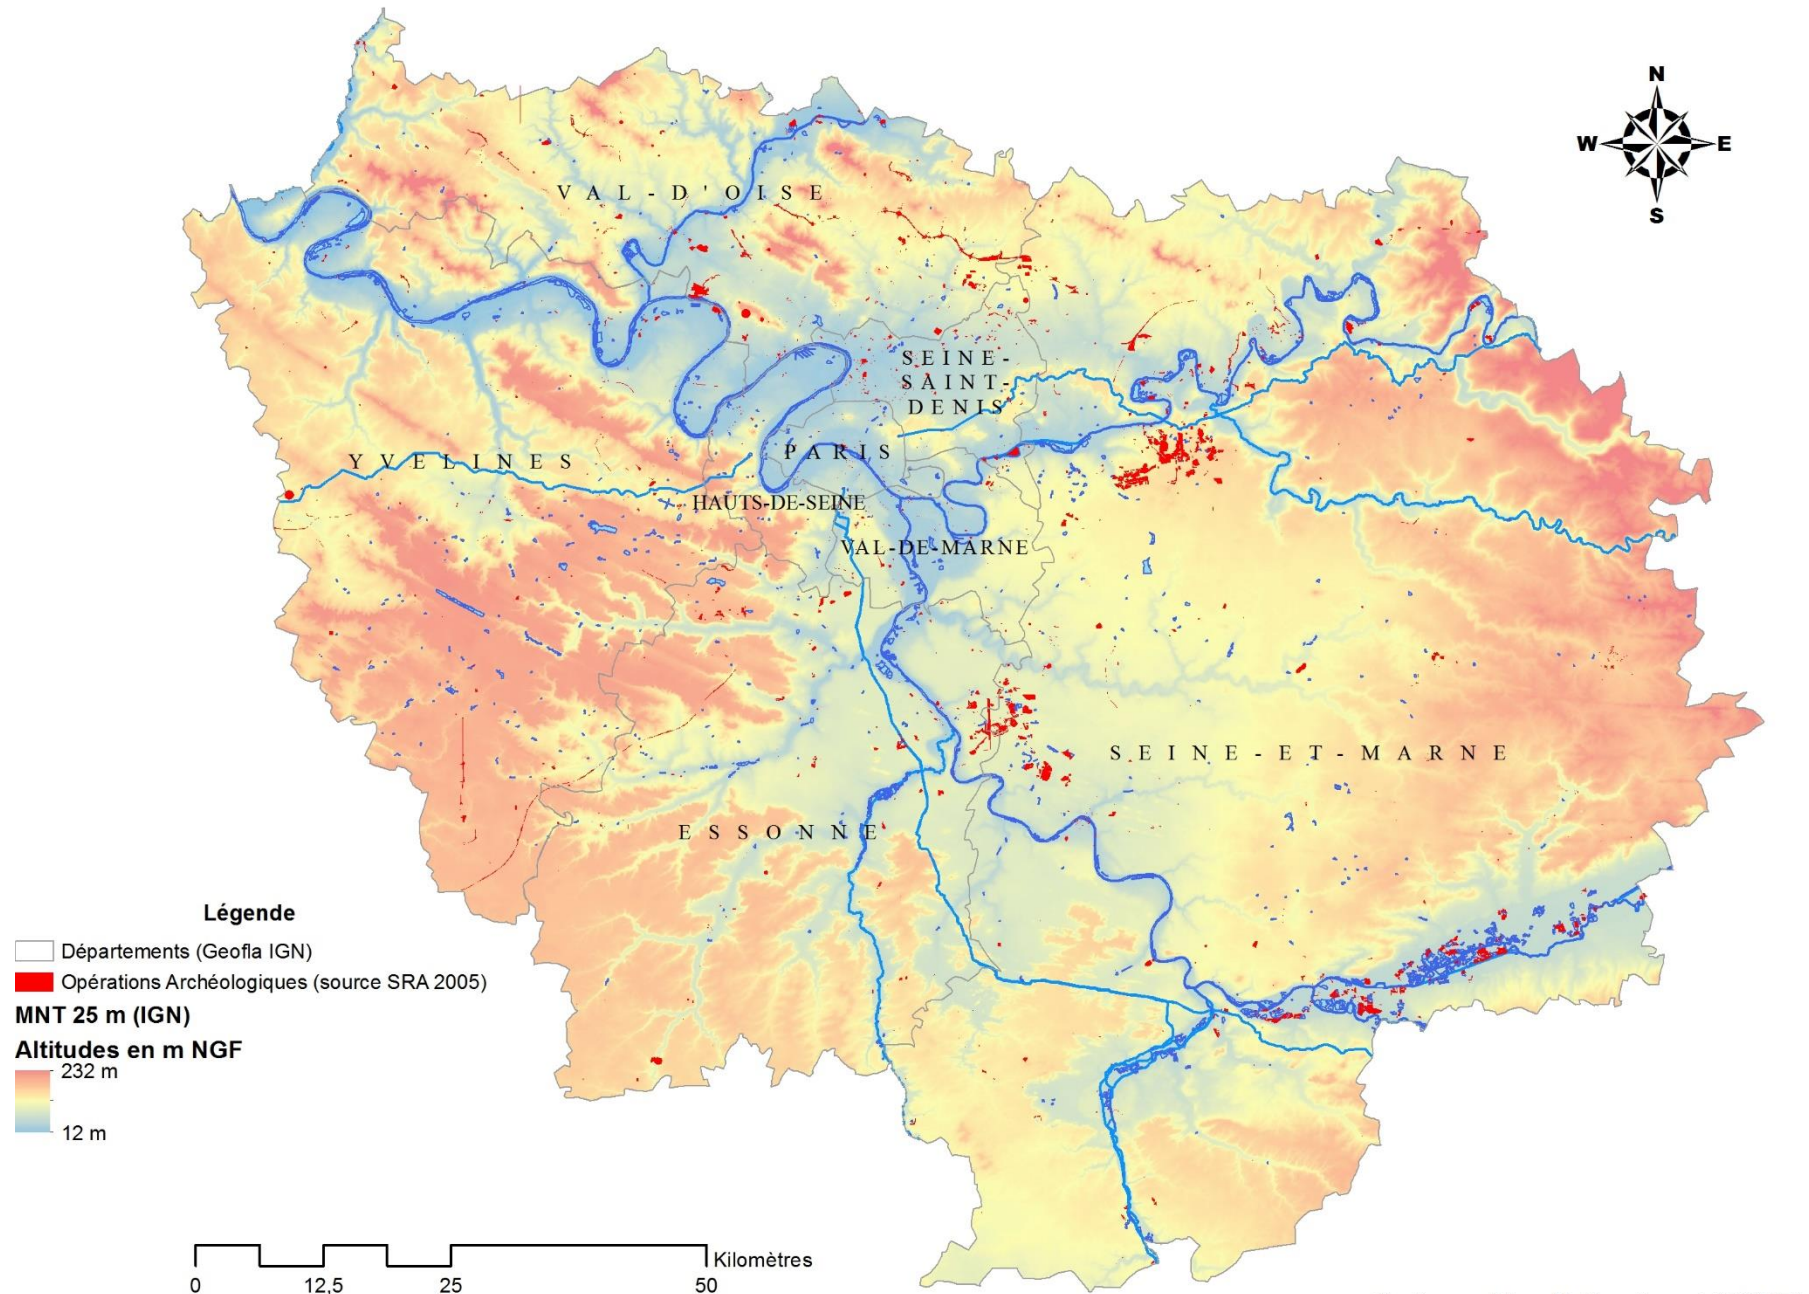 N
W E
S
VAL-D'OISE
SEINE-
SAINT-
DENIS
PARIS
YVELINES
HAUTS-DE-SEINE
VAL-DE-MARNE
SEINE-ET-MARNE
ESSONNE
Légende
Départements (Geofla IGN)
Opérations Archéologiques (source SRA 2005)
MNT 25 m (IGN)
Altitudes en m NGF
232 m
12 m
Kilomètres
0 12,5 25 50